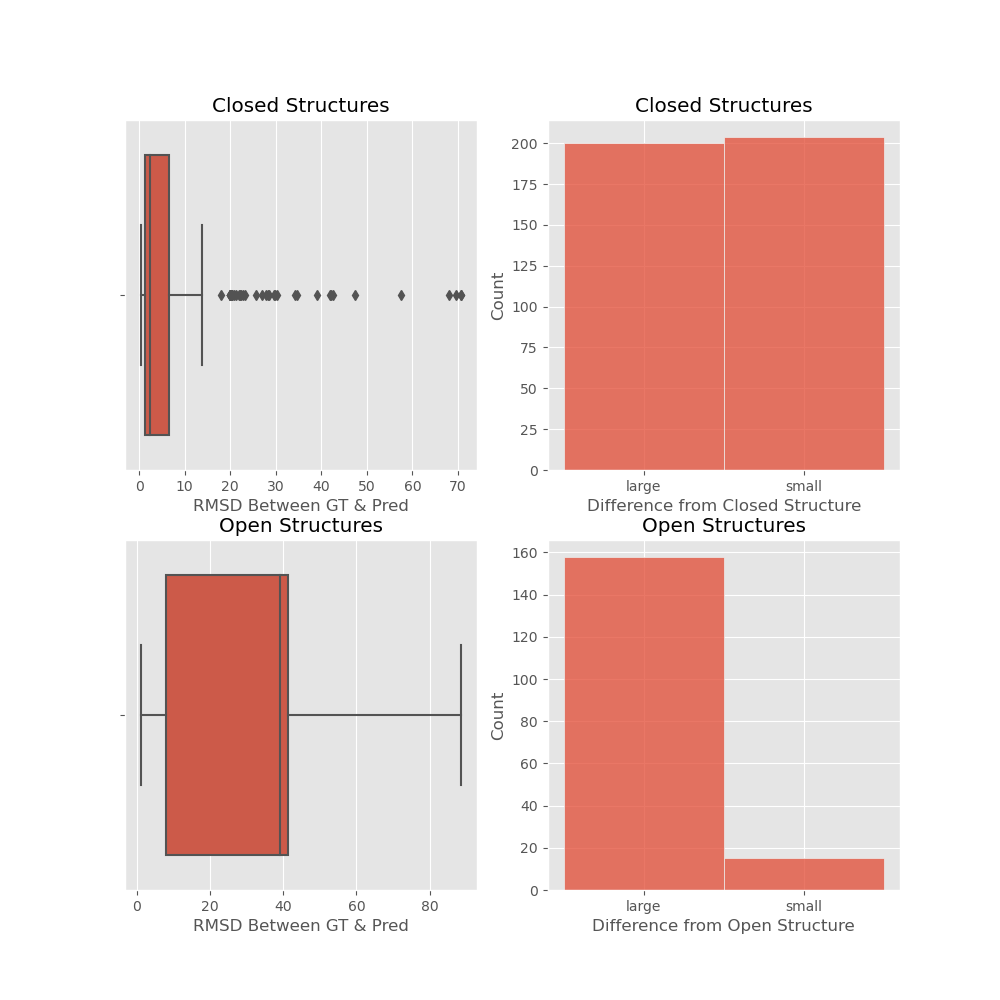 Closed Structures
0 10 20 30 40 50 60 70
RMSD Between GT & Pred
Closed Structures
Count
200
175
150
125
100
75
50
25
0
large small
Difference from Closed Structure
Open Structures
0 20 40 60 80
RMSD Between GT & Pred
Open Structures
Count
160
140
120
100
80
60
40
20
0
large small
Difference from Open Structure